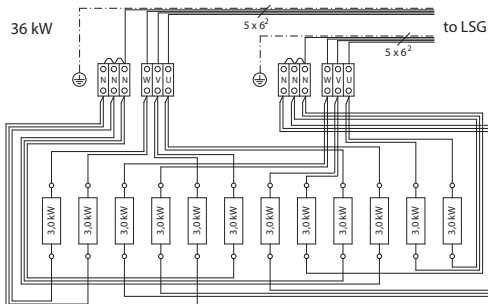 36 kW
5 x 6²
to LSG
5 x 6²
N N N W V U
N N N W V U
3,0 kW 3,0 kW 3,0 kW 3,0 kW 3,0 kW 3,0 kW 3,0 kW 3,0 kW 3,0 kW 3,0 kW 3,0 kW 3,0 kW